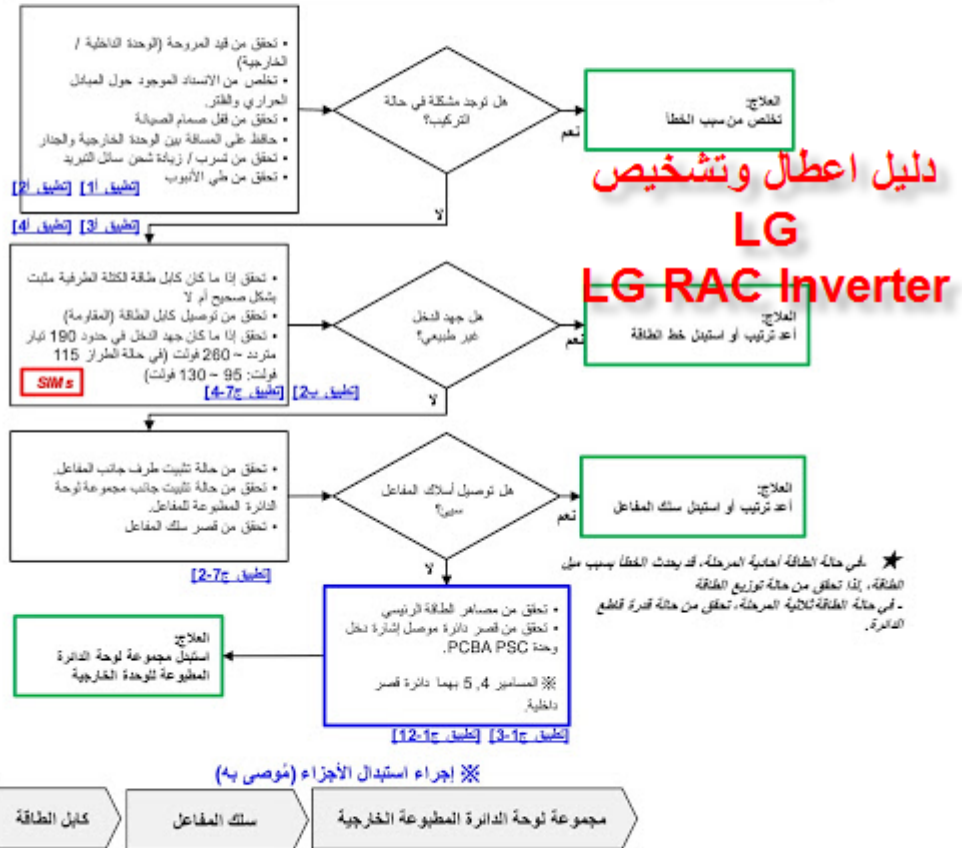 • تحقق من قيد المروحة (الوحدة الداخلية /
الخارجية)
• تخلص من الانسداد الموجود حول المبادل
الحراري والفلتر.
• تحقق من قفل صمام الصيانة
• حافظ على المسافة بين الوحدة الخارجية والجدار
• تحقق من تسرب / زيادة شحن سائل التبريد
• تحقق من طي الأنبوب
[تطبيق أ1] [تطبيق أ2]
[تطبيق أ3] [تطبيق أ4]
هل توجد مشكلة في حالة
التركيب؟
نعم
لا
العلاج:
تخلص من سبب الخطأ
دليل اعطال وتشخيص
LG
LG RAC Inverter
• تحقق إذا ما كان كابل طاقة الكتلة الطرفية مثبت
بشكل صحيح أم لا
• تحقق من توصيل كابل الطاقة (المقاومة)
• تحقق إذا ما كان جهد الدخل في حدود 190 تيار
متردد ~ 260 فولت (في حالة الطراز 115
فولت: 95 ~ 130 فولت)
SIMs
[تطبيق ب2] [تطبيق ج7-4]
هل جهد الدخل
غير طبيعي؟
نعم
لا
العلاج:
أعد ترتيب أو استبدل خط الطاقة
• تحقق من حالة تثبيت طرف جانب المفاعل.
• تحقق من حالة تثبيت جانب مجموعة لوحة
الدائرة المطبوعة للمفاعل.
• تحقق من قصر سلك المفاعل
[تطبيق ج7-2]
هل توصيل أسلاك المفاعل
سيئ؟
نعم
لا
العلاج:
أعد ترتيب أو استبدل سلك المفاعل
★ .في حالة الطاقة أحادية المرحلة، قد يحدث الخطأ بسبب ميل
الطاقة، إذا تحقق من حالة توزيع الطاقة
- في حالة الطاقة ثلاثية المرحلة، تحقق من حالة قدرة قاطع
الدائرة.
• تحقق من مصاهر الطاقة الرئيسي
• تحقق من قصر دائرة موصل إشارة دخل
وحدة PCBA PSC.
※ المسامير 4, 5 بهما دائرة قصر
داخلية.
[تطبيق ج1-3] [تطبيق ج1-12]
العلاج:
استبدل مجموعة لوحة الدائرة
المطبوعة للوحدة الخارجية
※ إجراء استبدال الأجزاء (مُوصى به)
كابل الطاقة
سلك المفاعل
مجموعة لوحة الدائرة المطبوعة الخارجية